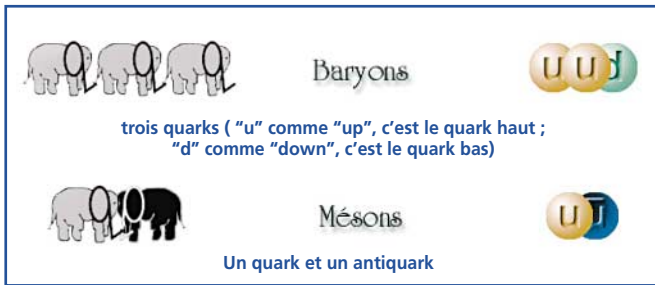 Baryons
u u d
trois quarks ( “u” comme “up”, c’est le quark haut ;
“d” comme “down”, c’est le quark bas)
Mésons
u ū
Un quark et un antiquark